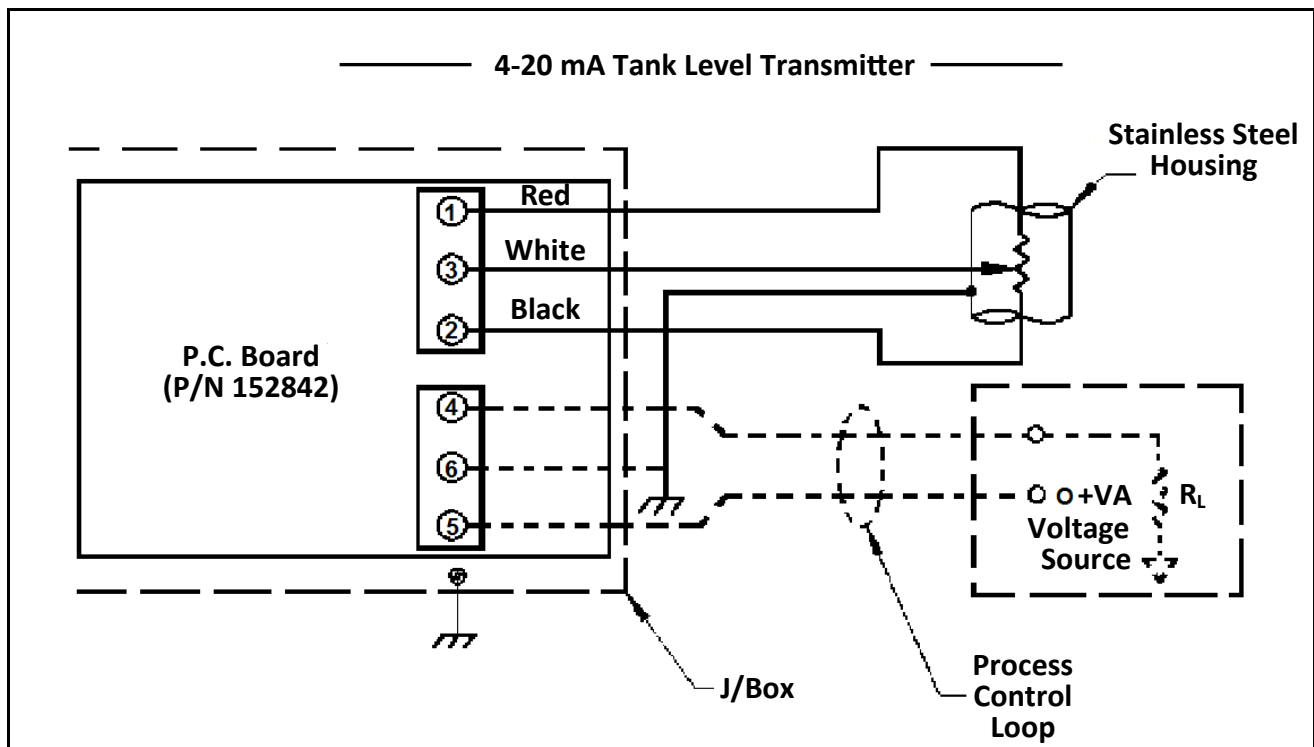 4-20 mA Tank Level Transmitter
Stainless Steel
Housing
1
Red
3
White
2
Black
P.C. Board
(P/N 152842)
4
6
5
+VA
Voltage
Source
RL
J/Box
Process
Control
Loop